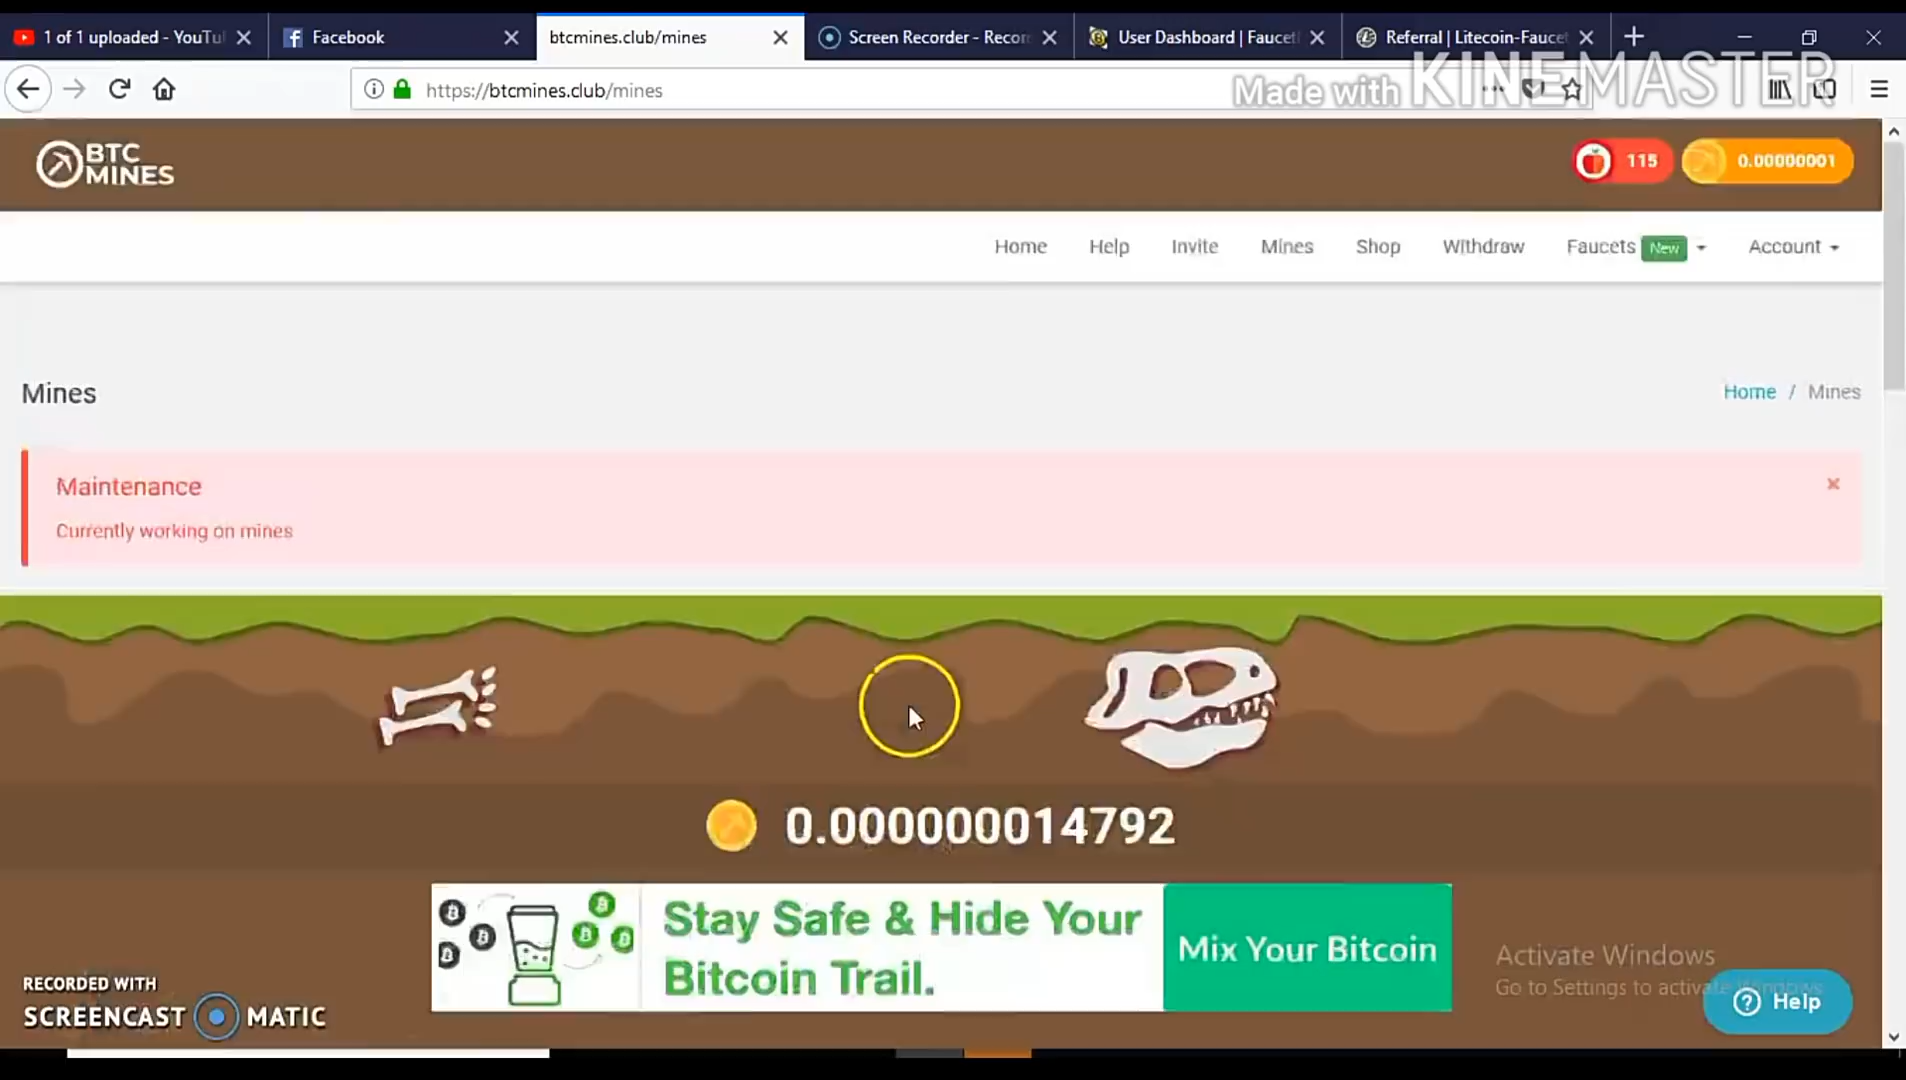 1 of 1 uploaded - YouTu
Facebook
btcmines.club/mines
Screen Recorder - Recor
User Dashboard | Faucet
Referral | Litecoin-Faucet
https://btcmines.club/mines
Made with KINEMASTER
BTC
MINES
115
0.00000001
Home
Help
Invite
Mines
Shop
Withdraw
Faucets New
Account
Mines
Home / Mines
Maintenance
Currently working on mines
0.000000014792
Stay Safe & Hide Your
Bitcoin Trail.
Mix Your Bitcoin
Activate Windows
Go to Settings to activate Windows.
Help
RECORDED WITH
SCREENCAST MATIC